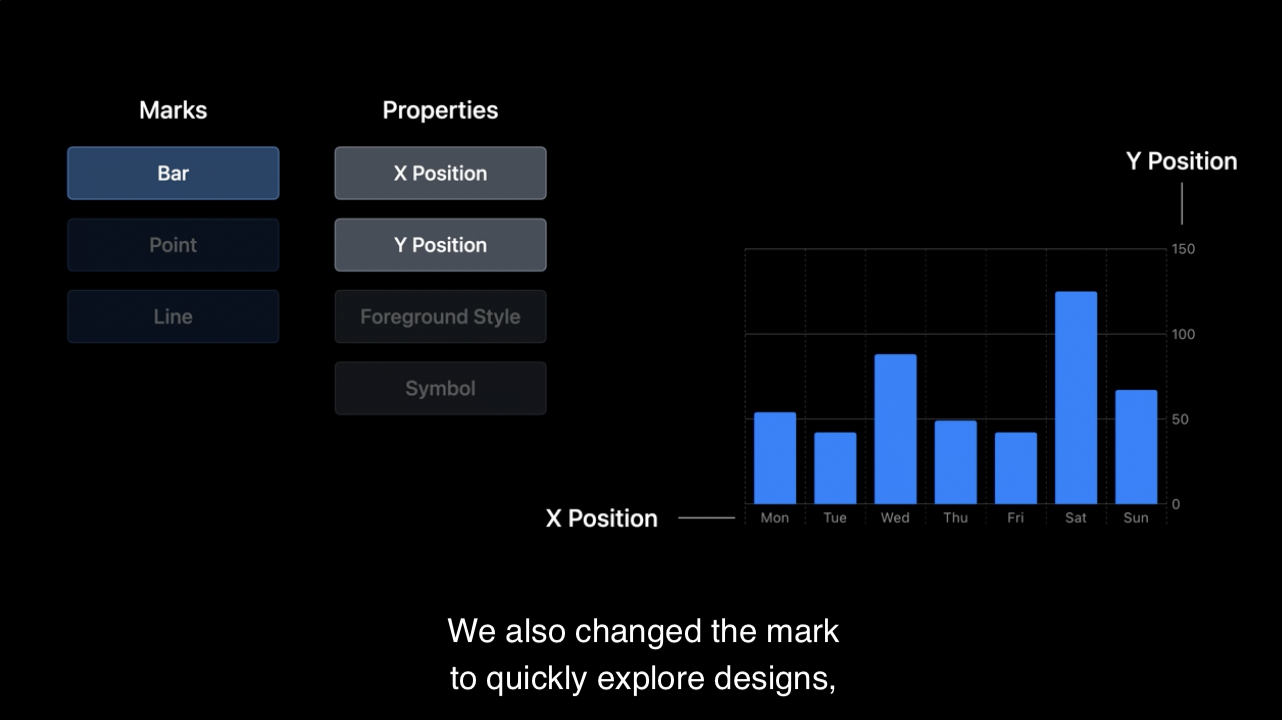 Marks
Bar
Point
Line
Properties
X Position
Y Position
Foreground Style
Symbol
Y Position
150
100
50
0
X Position
Mon Tue Wed Thu Fri Sat Sun
We also changed the mark
to quickly explore designs,